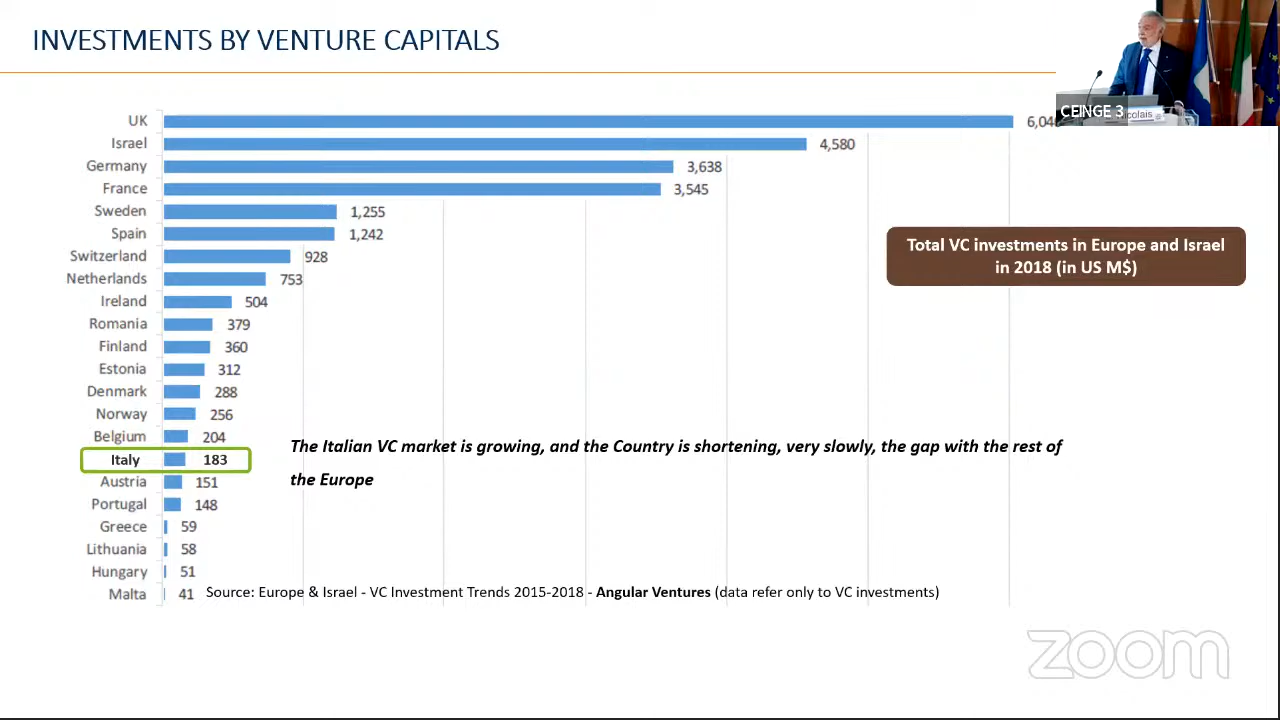 INVESTMENTS BY VENTURE CAPITALS
CEINGE 3
UK
Israel 4,580
Germany 3,638
France 3,545
Sweden 1,255
Spain 1,242
Switzerland 928
Netherlands 753
Ireland 504
Romania 379
Finland 360
Estonia 312
Denmark 288
Norway 256
Belgium 204
Italy 183
Austria 151
Portugal 148
Greece 59
Lithuania 58
Hungary 51
Malta 41
Total VC investments in Europe and Israel
in 2018 (in US M$)
The Italian VC market is growing, and the Country is shortening, very slowly, the gap with the rest of
the Europe
Source: Europe & Israel - VC Investment Trends 2015-2018 - Angular Ventures (data refer only to VC investments)
zoom